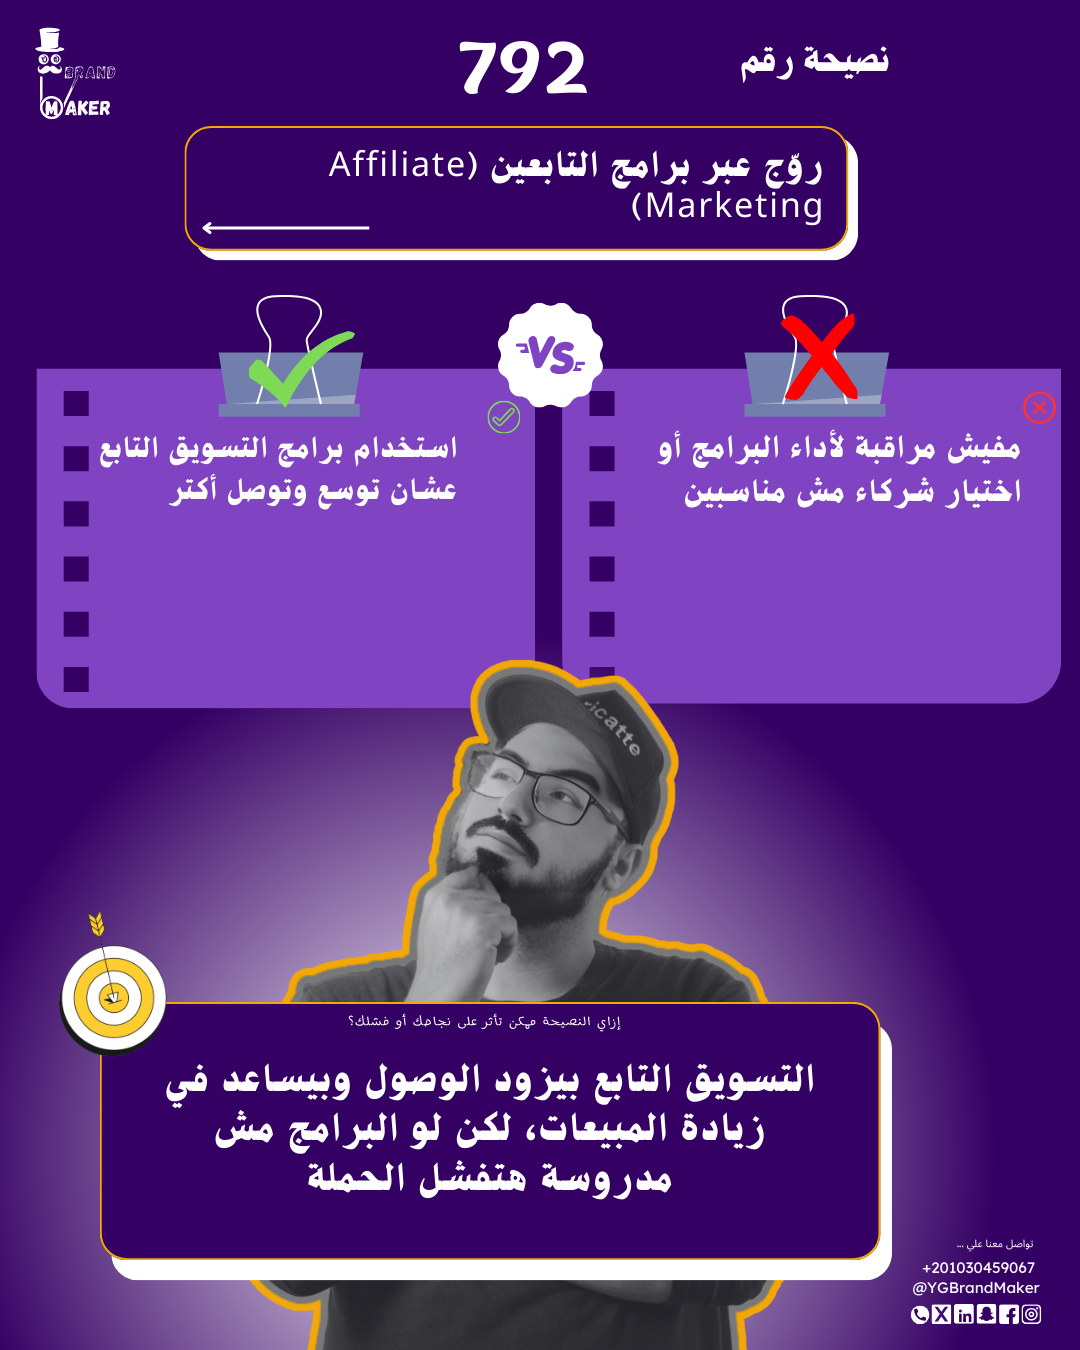 BRAND
MAKER
نصيحة رقم 792
روّج عبر برامج التابعين (Affiliate
Marketing)
VS
مفيش مراقبة لأداء البرامج أو
اختيار شركاء مش مناسبين
استخدام برامج التسويق التابع
عشان توسع وتوصل أكتر
icatte
إزاي النصيحة ممكن تأثر على نجاحك أو فشلك؟
التسويق التابع بيزود الوصول وبيساعد في
زيادة المبيعات، لكن لو البرامج مش
مدروسة هتفشل الحملة
تواصل معنا علي ...
+201030459067
@YGBrandMaker